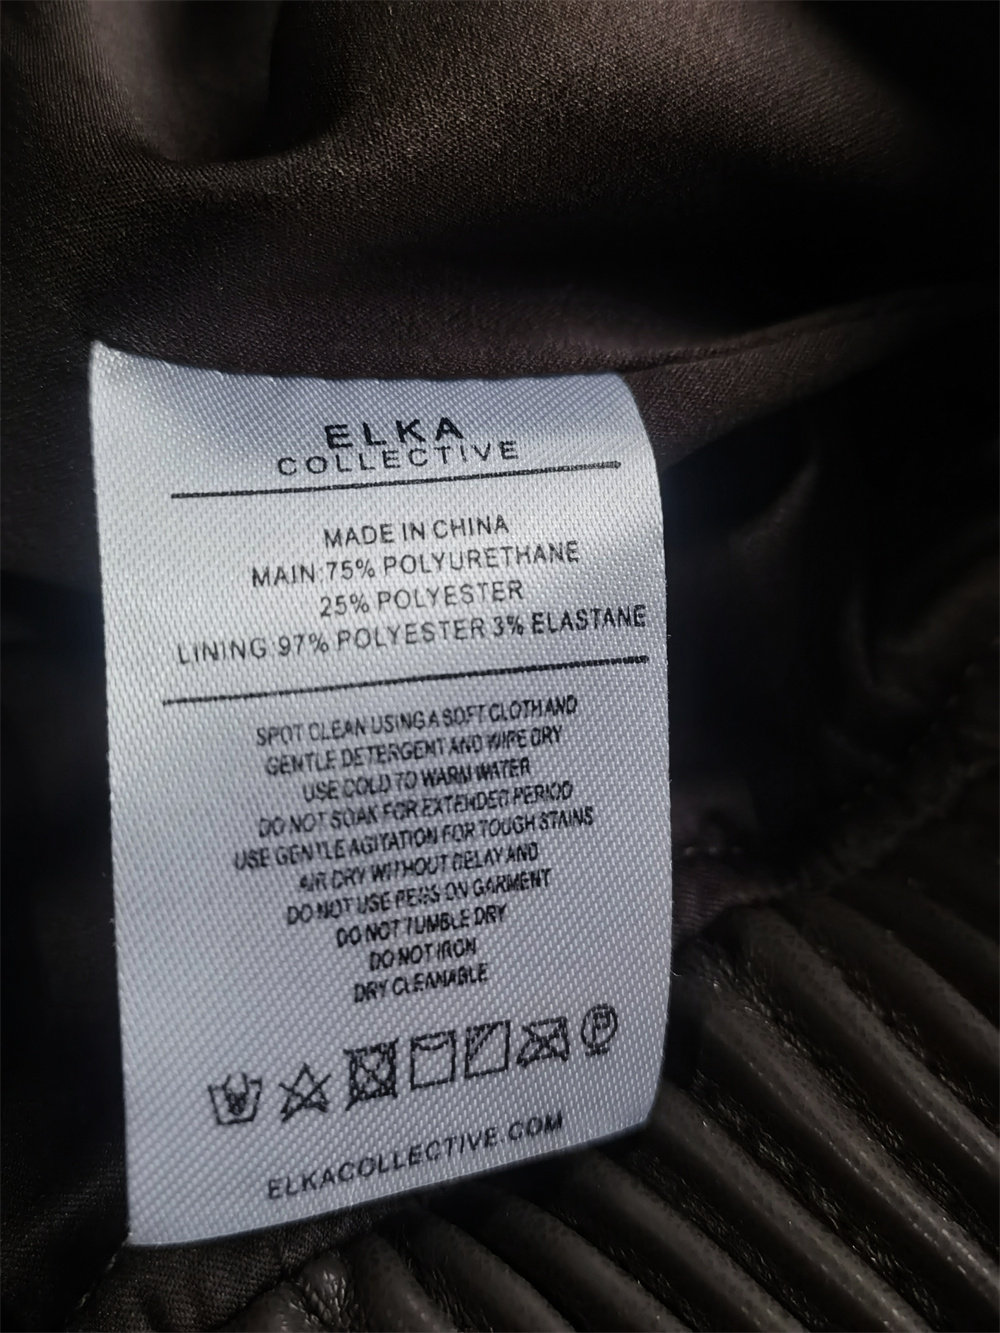 ELKA
COLLECTIVE
MADE IN CHINA
MAIN:75% POLYURETHANE
25% POLYESTER
LINING:97% POLYESTER 3% ELASTANE
SPOT CLEAN USING A SOFT CLOTH AND
GENTLE DETERGENT AND WIPE DRY
USE COLD TO WARM WATER
DO NOT SOAK FOR EXTENDED PERIOD
USE GENTLE AGITATION FOR TOUGH STAINS
AIR DRY WITHOUT DELAY AND
DO NOT USE PEGS ON GARMENT
DO NOT TUMBLE DRY
DO NOT IRON
DRY CLEANABLE
P
ELKACOLLECTIVE.COM